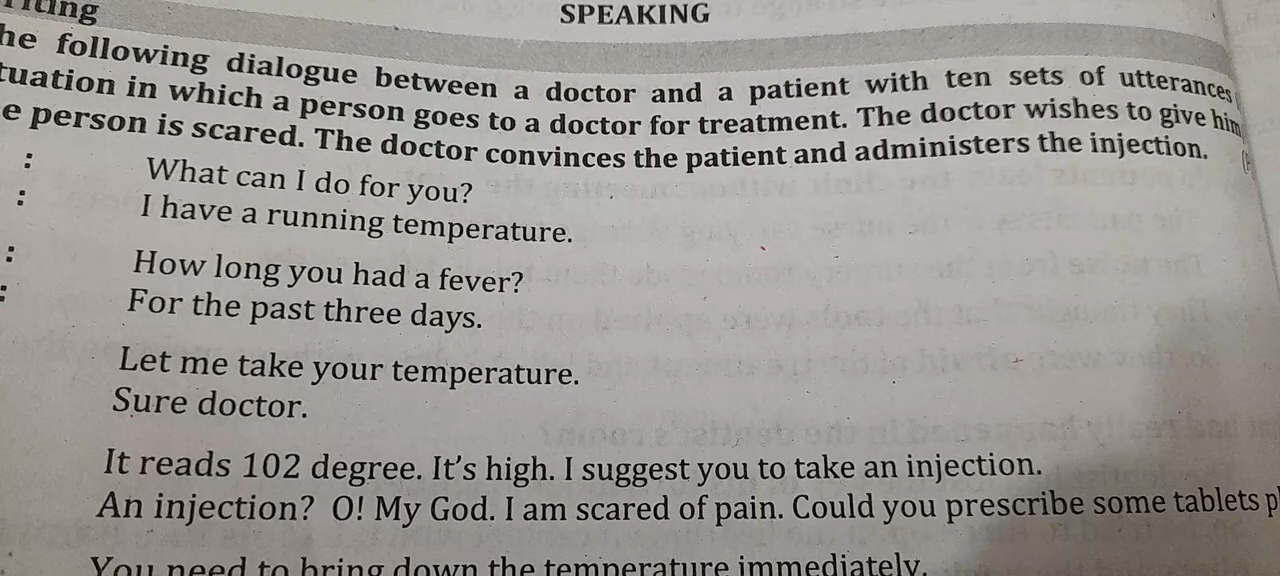 SPEAKING
following dialogue between a doctor and a patient with ten sets of utterances
in which a person goes to a doctor for treatment. The doctor wishes to give him
person is scared. The doctor convinces the patient and administers the injection.
: What can I do for you?
: I have a running temperature.
: How long you had a fever?
: For the past three days.
Let me take your temperature.
Sure doctor.
It reads 102 degree. It's high. I suggest you to take an injection.
An injection? O! My God. I am scared of pain. Could you prescribe some tablets
You need to bring down the temperature immediately.